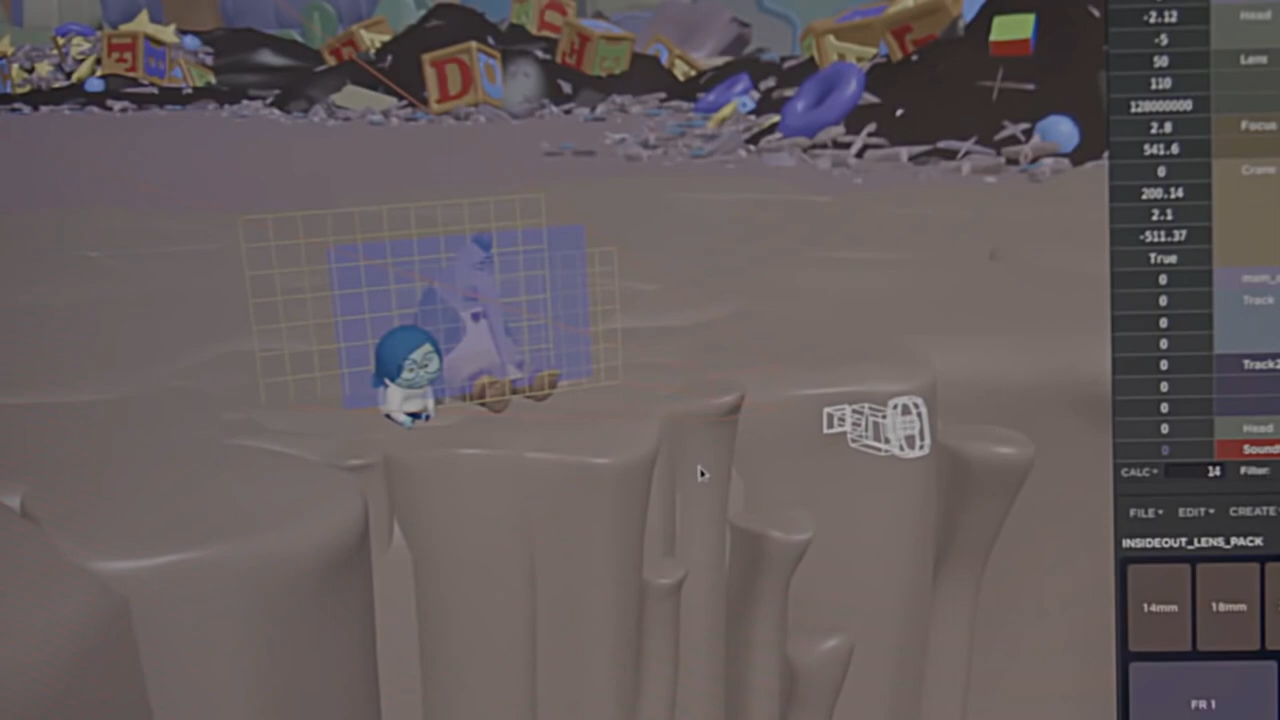 D
-2.12
Head
-5
50
Lens
110
128000000
2.8
Focus
541.6
0
Crane
200.14
2.1
-511.37
True
0
0
Track
0
0
0
Track2
0
0
0
Head
0
Sound
CALC
14
Filter:
FILE
EDIT
CREATE
INSIDEOUT_LENS_PACK
14mm
18mm
FR 1